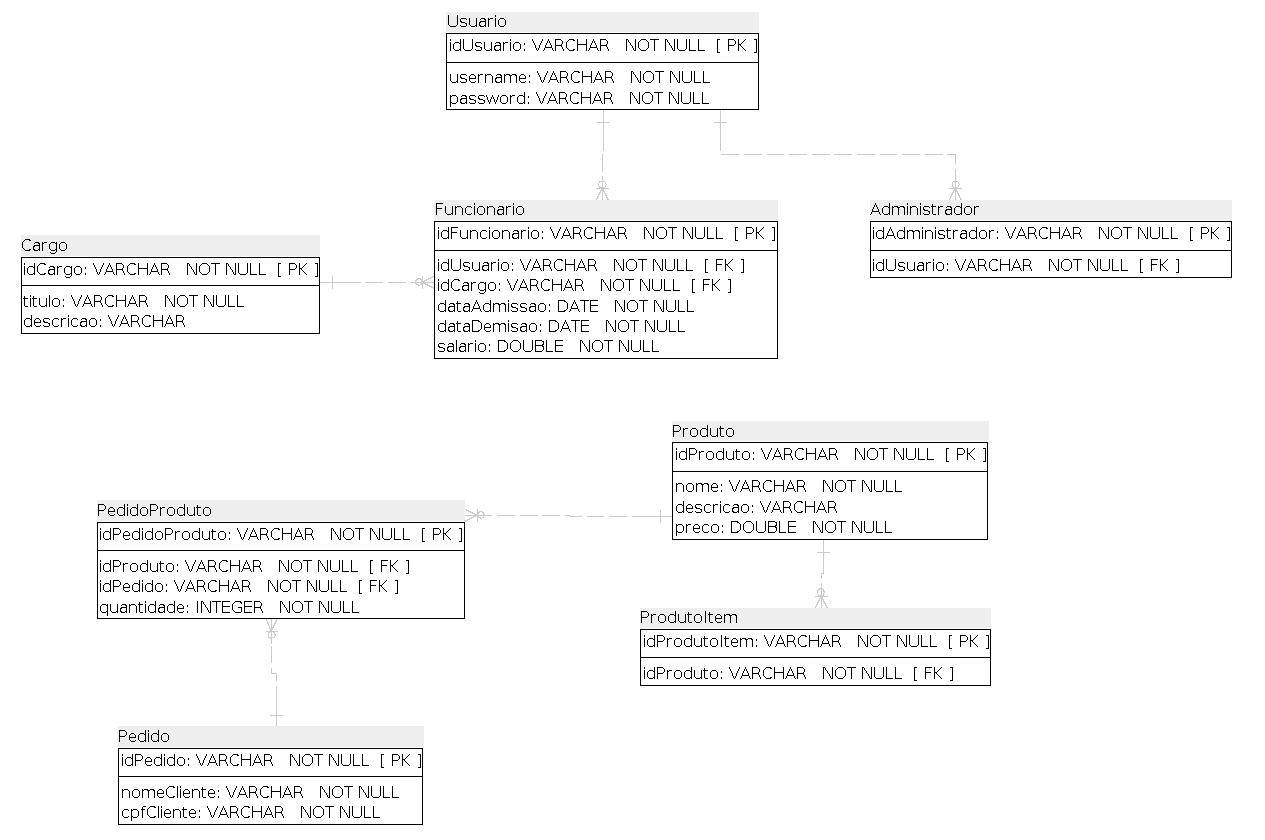 Usuario
idUsuario: VARCHAR NOT NULL [ PK ]
username: VARCHAR NOT NULL
password: VARCHAR NOT NULL
Funcionario
idFuncionario: VARCHAR NOT NULL [ PK ]
idUsuario: VARCHAR NOT NULL [ FK ]
idCargo: VARCHAR NOT NULL [ FK ]
dataAdmissao: DATE NOT NULL
dataDemisao: DATE NOT NULL
salario: DOUBLE NOT NULL
Administrador
idAdministrador: VARCHAR NOT NULL [ PK ]
idUsuario: VARCHAR NOT NULL [ FK ]
Cargo
idCargo: VARCHAR NOT NULL [ PK ]
titulo: VARCHAR NOT NULL
descricao: VARCHAR
Produto
idProduto: VARCHAR NOT NULL [ PK ]
nome: VARCHAR NOT NULL
descricao: VARCHAR
preco: DOUBLE NOT NULL
PedidoProduto
idPedidoProduto: VARCHAR NOT NULL [ PK ]
idProduto: VARCHAR NOT NULL [ FK ]
idPedido: VARCHAR NOT NULL [ FK ]
quantidade: INTEGER NOT NULL
ProdutoItem
idProdutoItem: VARCHAR NOT NULL [ PK ]
idProduto: VARCHAR NOT NULL [ FK ]
Pedido
idPedido: VARCHAR NOT NULL [ PK ]
nomeCliente: VARCHAR NOT NULL
cpfCliente: VARCHAR NOT NULL